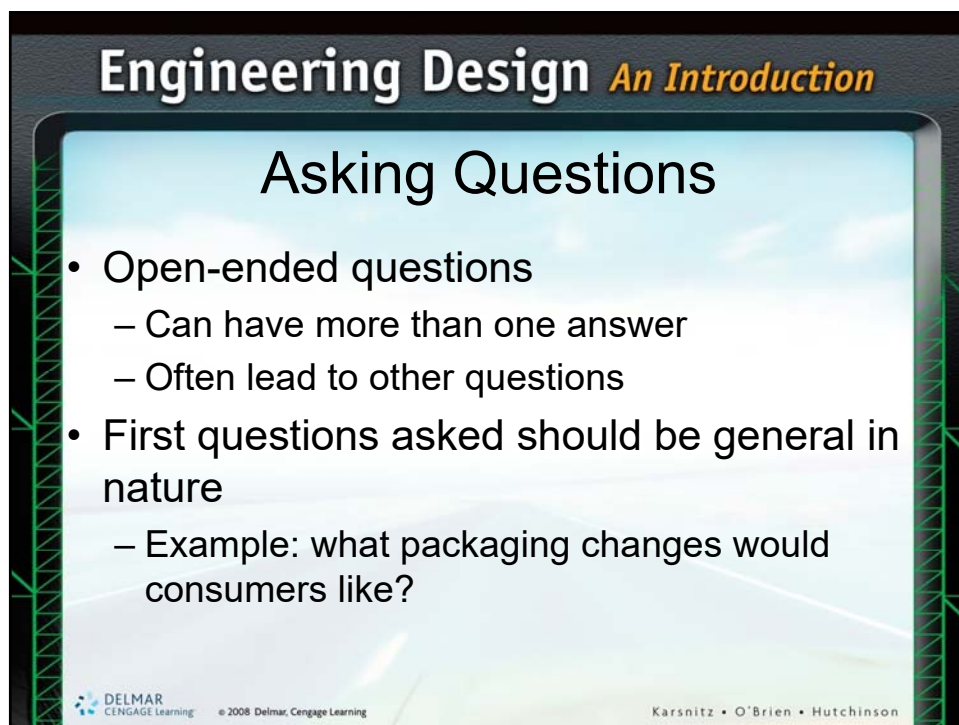 Engineering Design An Introduction
Asking Questions
• Open-ended questions
– Can have more than one answer
– Often lead to other questions
• First questions asked should be general in
nature
– Example: what packaging changes would
consumers like?
DELMAR
CENGAGE Learning © 2008 Delmar, Cengage Learning Karsnitz • O'Brien • Hutchinson